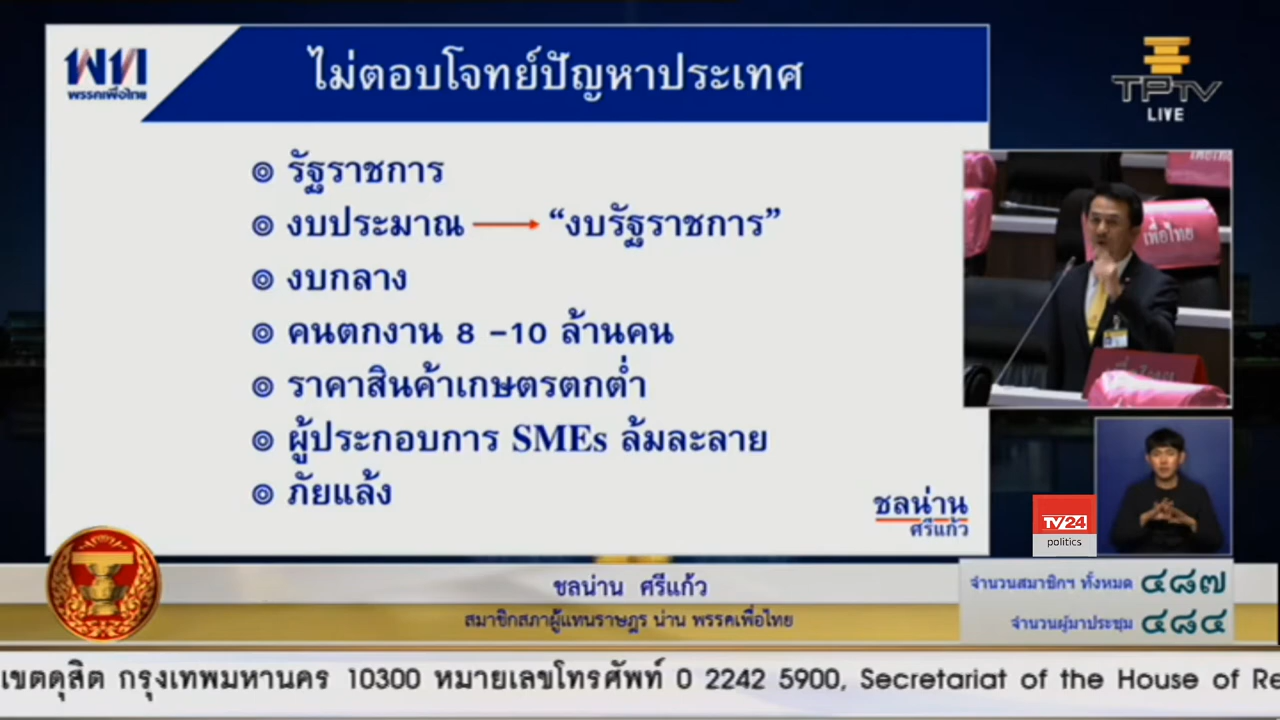 พท
พรรคเพื่อไทย
ไม่ตอบโจทย์ปัญหาประเทศ
TPTV
LIVE
รัฐราชการ
งบประมาณ “งบรัฐราชการ”
งบกลาง
คนตกงาน 8 –10 ล้านคน
ราคาสินค้าเกษตรตกต่ำ
ผู้ประกอบการ SMEs ล้มละลาย
ภัยแล้ง
เพื่อไทย
ชลน่าน
ศรีแก้ว
TV24
politics
ชลน่าน ศรีแก้ว
สมาชิกสภาผู้แทนราษฎร น่าน พรรคเพื่อไทย
จำนวนสมาชิกฯ ทั้งหมด ๔๘๗
จำนวนผู้มาประชุม ๔๘๔
เขตดุสิต กรุงเทพมหานคร 10300 หมายเลขโทรศัพท์ 0 2242 5900, Secretariat of the House of Re